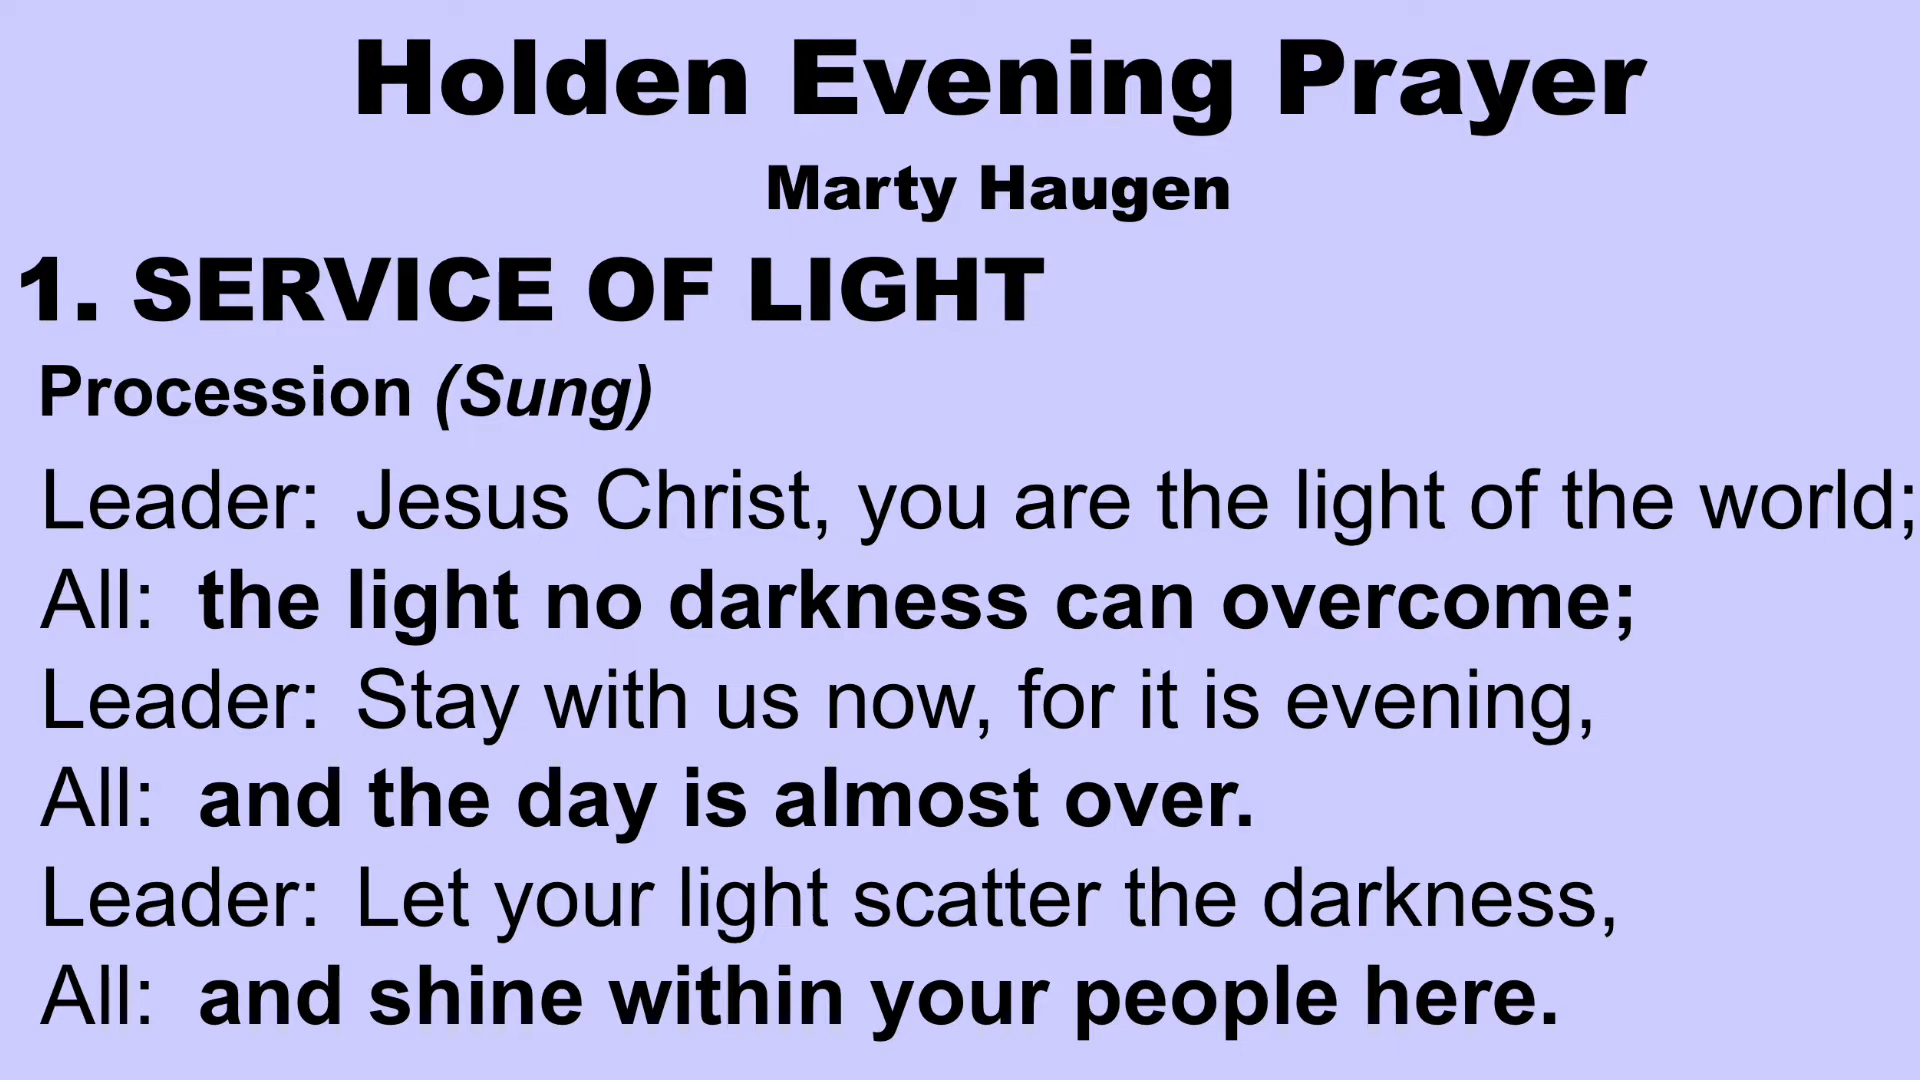 Holden Evening Prayer
Marty Haugen
1. SERVICE OF LIGHT
Procession (Sung)
Leader: Jesus Christ, you are the light of the world;
All: the light no darkness can overcome;
Leader: Stay with us now, for it is evening,
All: and the day is almost over.
Leader: Let your light scatter the darkness,
All: and shine within your people here.